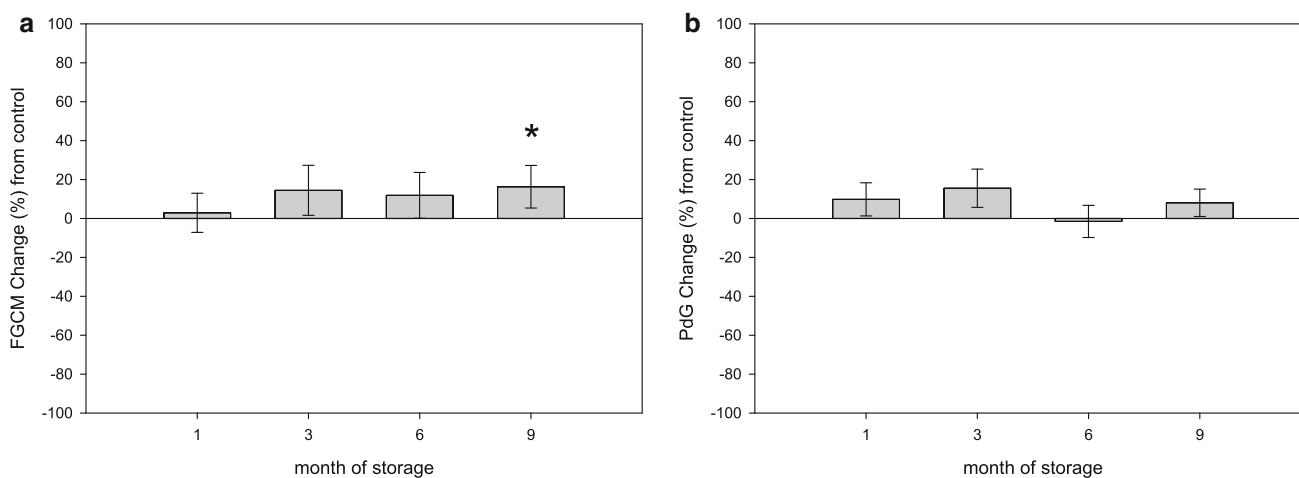 a
FGCM Change (%) from control
100
80
60
40
20
0
-20
-40
-60
-80
-100
*
1 3 6 9
month of storage
b
PdG Change (%) from control
100
80
60
40
20
0
-20
-40
-60
-80
-100
1 3 6 9
month of storage